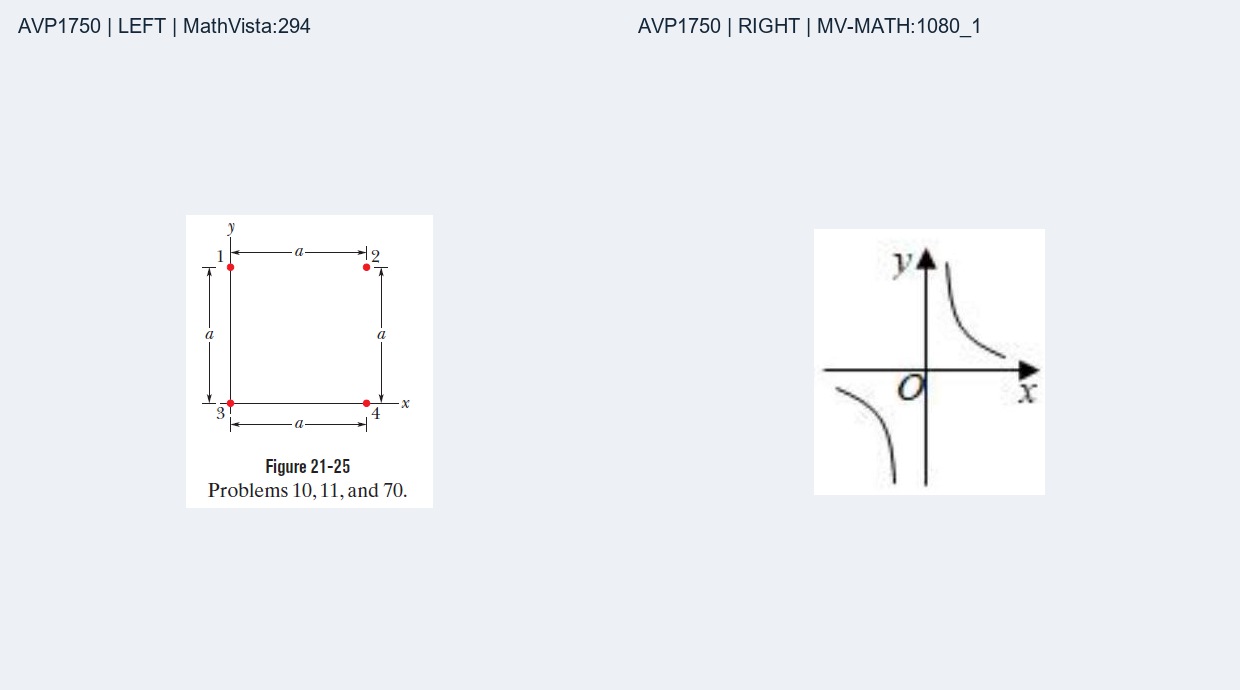 AVP1750 | LEFT | MathVista:294
AVP1750 | RIGHT | MV-MATH:1080_1
y
1
a
2
a
a
3
a
4
x
Figure 21-25
Problems 10, 11, and 70.
y
O
x